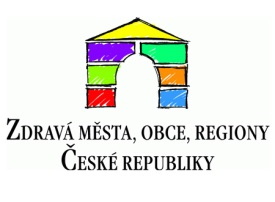 ZDRAVÁ MĚSTA, OBCE, REGIONY
ČESKÉ REPUBLIKY